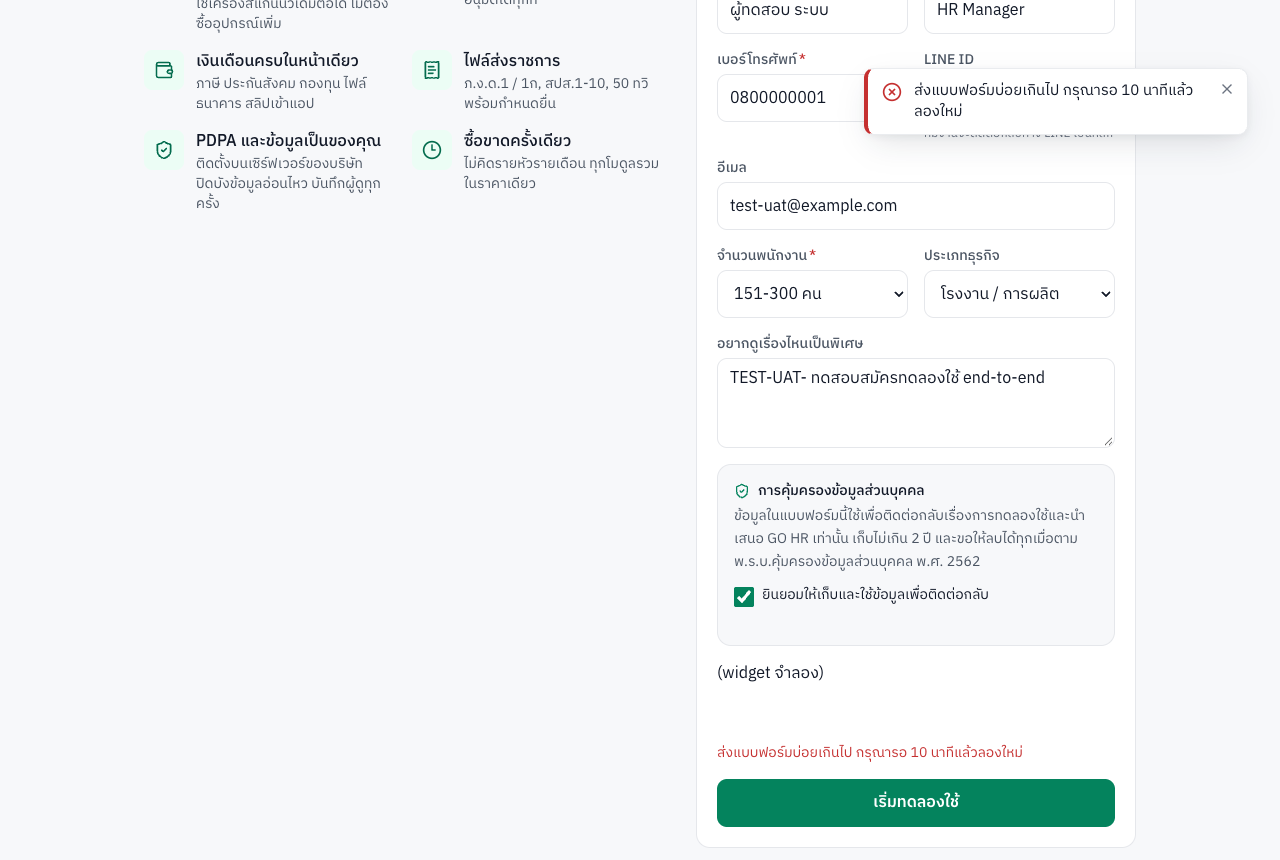 ใช้เครื่องสแกนนิ้วเดิมต่อได้ ไม่ต้อง
ซื้ออุปกรณ์เพิ่ม
เงินเดือนครบในหน้าเดียว
ภาษี ประกันสังคม กองทุน ไฟล์
ธนาคาร สลิปเข้าแอป
ไฟล์ส่งราชการ
ภ.ง.ด.1 / 1ก, สปส.1-10, 50 ทวิ
พร้อมกำหนดยื่น
PDPA และข้อมูลเป็นของคุณ
ติดตั้งบนเซิร์ฟเวอร์ของบริษัท
ปิดบังข้อมูลอ่อนไหว บันทึกผู้ดูทุก
ครั้ง
ซื้อขาดครั้งเดียว
ไม่คิดรายหัวรายเดือน ทุกโมดูลรวม
ในราคาเดียว
ผู้ทดสอบ ระบบ
HR Manager
เบอร์โทรศัพท์*
LINE ID
0800000001
ส่งแบบฟอร์มบ่อยเกินไป กรุณารอ 10 นาทีแล้ว
ลองใหม่
อีเมล
test-uat@example.com
จำนวนพนักงาน*
ประเภทธุรกิจ
151-300 คน
โรงงาน / การผลิต
อยากดูเรื่องไหนเป็นพิเศษ
TEST-UAT- ทดสอบสมัครทดลองใช้ end-to-end
การคุ้มครองข้อมูลส่วนบุคคล
ข้อมูลในแบบฟอร์มนี้ใช้เพื่อติดต่อกลับเรื่องการทดลองใช้และนำ
เสนอ GO HR เท่านั้น เก็บไม่เกิน 2 ปี และขอให้ลบได้ทุกเมื่อตาม
พ.ร.บ.คุ้มครองข้อมูลส่วนบุคคล พ.ศ. 2562
ยินยอมให้เก็บและใช้ข้อมูลเพื่อติดต่อกลับ
(widget จำลอง)
ส่งแบบฟอร์มบ่อยเกินไป กรุณารอ 10 นาทีแล้วลองใหม่
เริ่มทดลองใช้